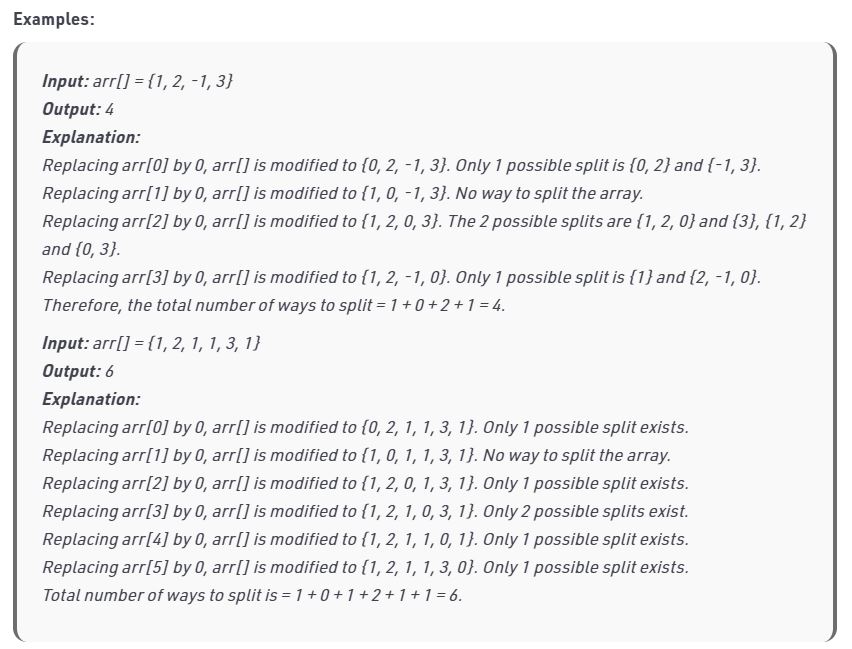 Examples:
Input: arr[] = {1, 2, -1, 3}
Output: 4
Explanation:
Replacing arr[0] by 0, arr[] is modified to {0, 2, -1, 3}. Only 1 possible split is {0, 2} and {-1, 3}.
Replacing arr[1] by 0, arr[] is modified to {1, 0, -1, 3}. No way to split the array.
Replacing arr[2] by 0, arr[] is modified to {1, 2, 0, 3}. The 2 possible splits are {1, 2, 0} and {3}, {1, 2}
and {0, 3}.
Replacing arr[3] by 0, arr[] is modified to {1, 2, -1, 0}. Only 1 possible split is {1} and {2, -1, 0}.
Therefore, the total number of ways to split = 1 + 0 + 2 + 1 = 4.
Input: arr[] = {1, 2, 1, 1, 3, 1}
Output: 6
Explanation:
Replacing arr[0] by 0, arr[] is modified to {0, 2, 1, 1, 3, 1}. Only 1 possible split exists.
Replacing arr[1] by 0, arr[] is modified to {1, 0, 1, 1, 3, 1}. No way to split the array.
Replacing arr[2] by 0, arr[] is modified to {1, 2, 0, 1, 3, 1}. Only 1 possible split exists.
Replacing arr[3] by 0, arr[] is modified to {1, 2, 1, 0, 3, 1}. Only 2 possible splits exist.
Replacing arr[4] by 0, arr[] is modified to {1, 2, 1, 1, 0, 1}. Only 1 possible split exists.
Replacing arr[5] by 0, arr[] is modified to {1, 2, 1, 1, 3, 0}. Only 1 possible split exists.
Total number of ways to split is = 1 + 0 + 1 + 2 + 1 + 1 = 6.